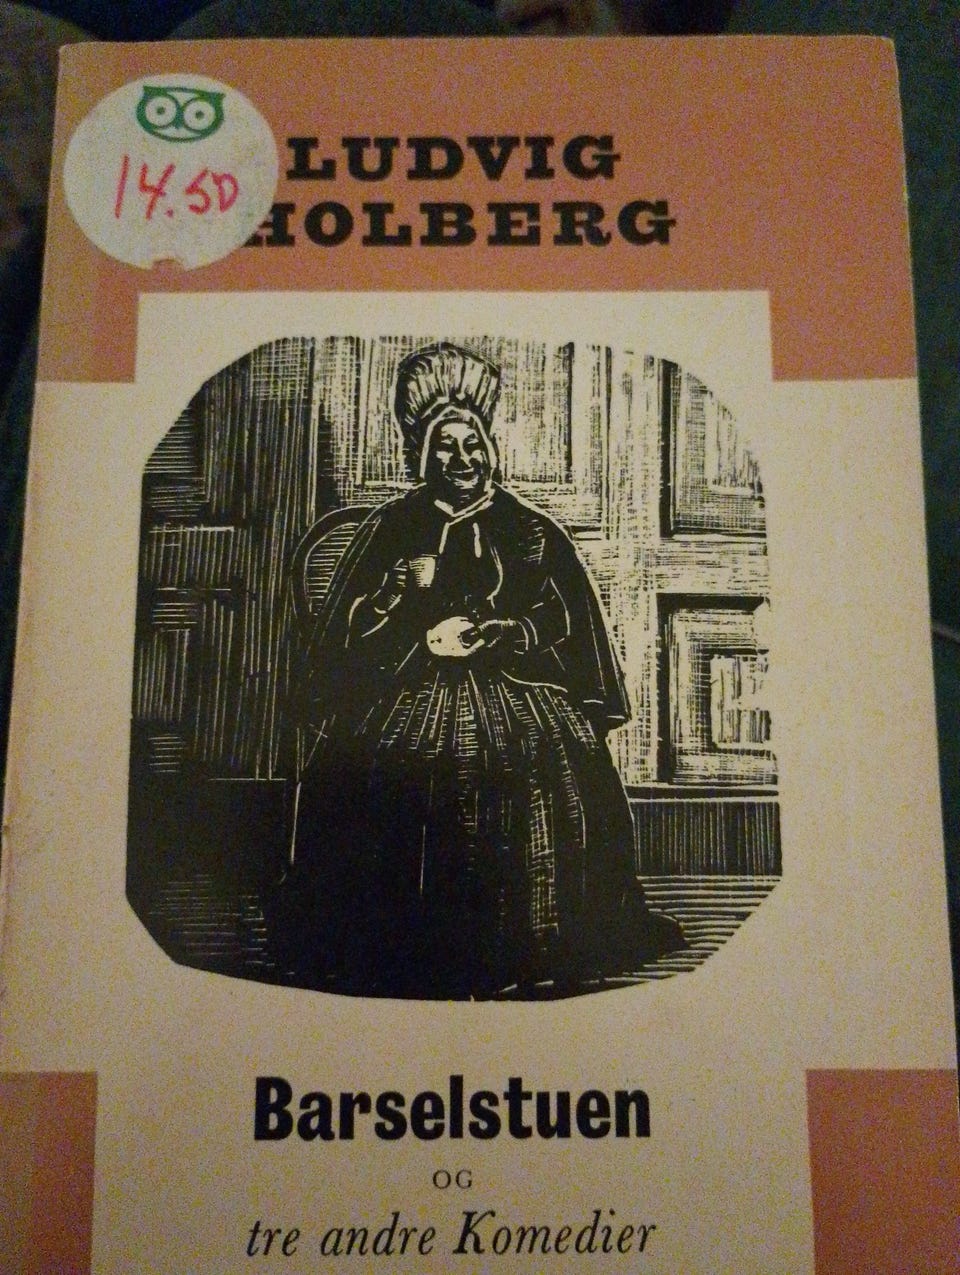 14.50
LUDVIG
HOLBERG
Barselstuen
OG
tre andre Komedier